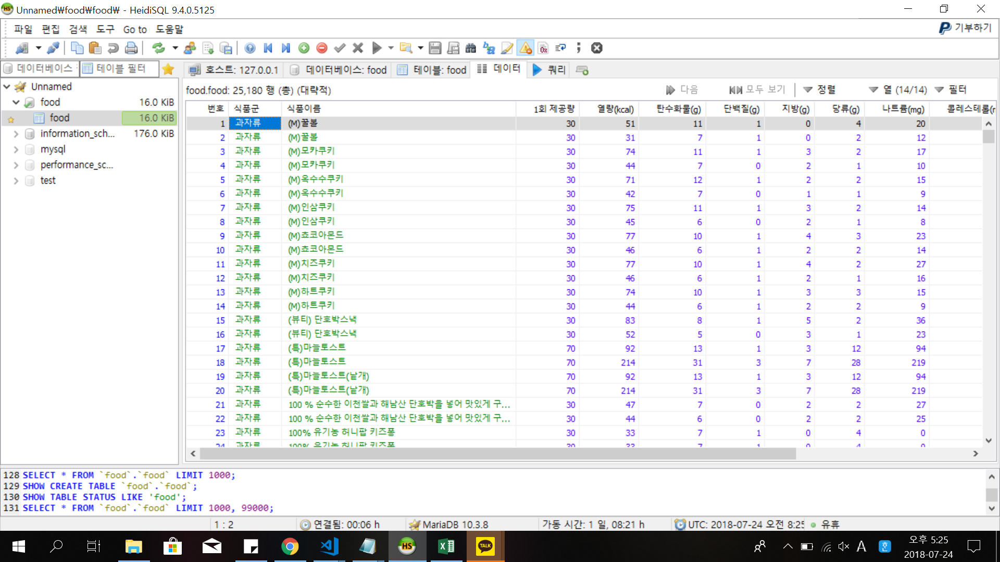 Unnamed₩food₩food₩ - HeidiSQL 9.4.0.5125
파일 편집 검색 도구 Go to 도움말
기부하기
데이터베이스 테이블 필터
호스트: 127.0.0.1 데이터베이스: food 테이블: food 데이터 쿼리
Unnamed
food 16.0 KiB
food 16.0 KiB
information_sch... 176.0 KiB
mysql
performance_sc...
test
food.food: 25,180 행 (총) (대략적) 다음 모두 보기 정렬 열 (14/14) 필터
번호 식품군 식품이름 1회 제공량 열량(kcal) 탄수화물(g) 단백질(g) 지방(g) 당류(g) 나트륨(mg) 콜레스테롤(m
1 과자류 (M)꿀볼 30 51 11 1 0 4 20
2 과자류 (M)꿀볼 30 31 7 1 0 2 12
3 과자류 (M)모카쿠키 30 74 11 1 3 2 17
4 과자류 (M)모카쿠키 30 44 7 0 2 1 10
5 과자류 (M)옥수수쿠키 30 71 12 1 2 2 15
6 과자류 (M)옥수수쿠키 30 42 7 0 1 1 9
7 과자류 (M)인삼쿠키 30 75 11 1 3 2 14
8 과자류 (M)인삼쿠키 30 45 6 0 2 1 8
9 과자류 (M)쵸코아몬드 30 77 10 1 4 3 23
10 과자류 (M)쵸코아몬드 30 46 6 1 2 2 14
11 과자류 (M)치즈쿠키 30 77 10 1 4 2 27
12 과자류 (M)치즈쿠키 30 46 6 1 2 1 16
13 과자류 (M)하트쿠키 30 74 10 1 3 3 15
14 과자류 (M)하트쿠키 30 44 6 1 2 2 9
15 과자류 (뷰티) 단호박스낵 30 83 8 1 5 2 36
16 과자류 (뷰티) 단호박스낵 30 52 5 0 3 1 23
17 과자류 (특)마늘토스트 70 92 13 1 3 12 94
18 과자류 (특)마늘토스트 70 214 31 3 7 28 219
19 과자류 (특)마늘토스트(낱개) 70 92 13 1 3 12 94
20 과자류 (특)마늘토스트(낱개) 70 214 31 3 7 28 219
21 과자류 100 % 순수한 이천쌀과 해남산 단호박을 넣어 맛있게 구... 30 47 7 0 2 2 27
22 과자류 100 % 순수한 이천쌀과 해남산 단호박을 넣어 맛있게 구... 30 44 6 0 2 2 25
23 과자류 100% 유기농 허니팝 키즈퐁 30 33 7 1 0 4 0
24 과자류 100% 유기농 허니팝 키즈퐁 30 33 7 1 0 4 0
128 SELECT * FROM `food`.`food` LIMIT 1000;
129 SHOW CREATE TABLE `food`.`food`;
130 SHOW TABLE STATUS LIKE 'food';
131 SELECT * FROM `food`.`food` LIMIT 1000, 99000;
1 : 2 연결됨: 00:06 h MariaDB 10.3.8 가동 시간: 1 일, 08:21 h UTC: 2018-07-24 오전 8:25 유휴
HS TALK A 오후 5:25
2018-07-24